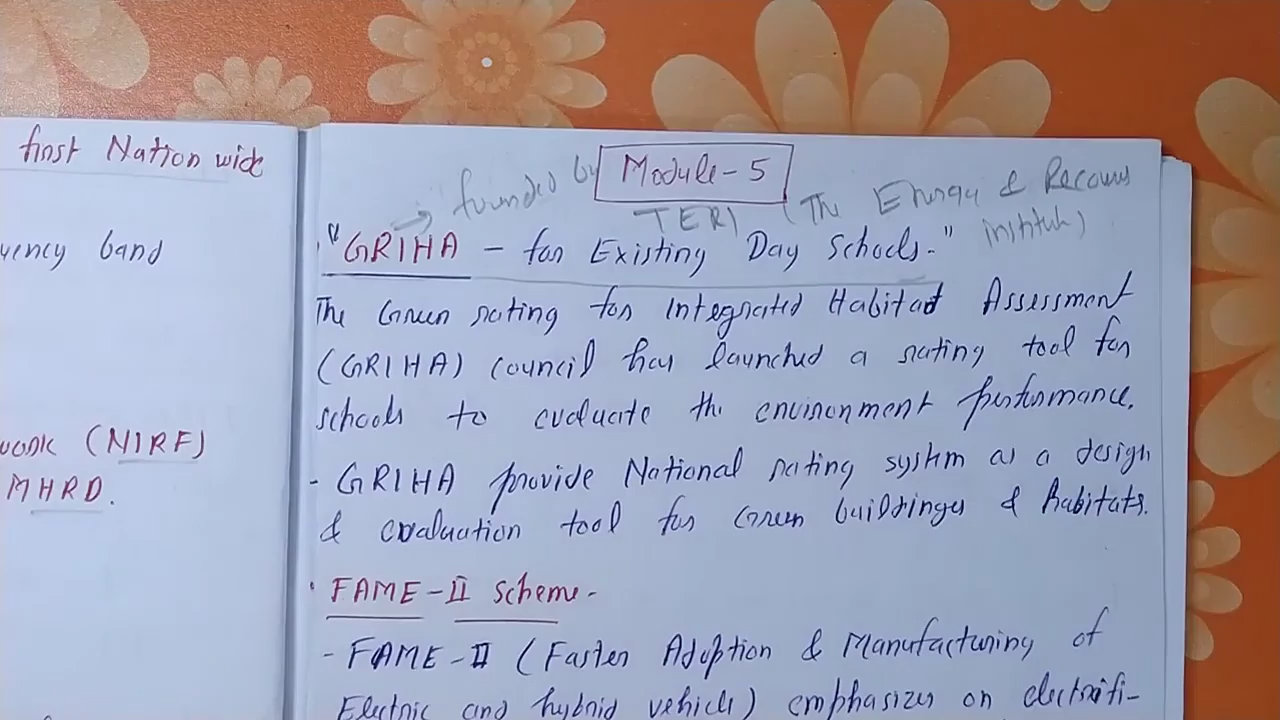 first Nation wide
uency band
work (NIRF)
MHRD.
Module-5
→ founded by TERI (The Energy & Recours institute)
"GRIHA - for Existing Day Schools."
The Green rating for Integrated Habitat Assessment
(GRIHA) council has launched a rating tool for
schools to evaluate the environment performance.
- GRIHA provide National rating system as a design
& evaluation tool for Green buildings & habitats.
• FAME-II Scheme-
- FAME-II (Faster Adoption & Manufacturing of
Electric and hybrid vehicle) emphasizes on electrifi-